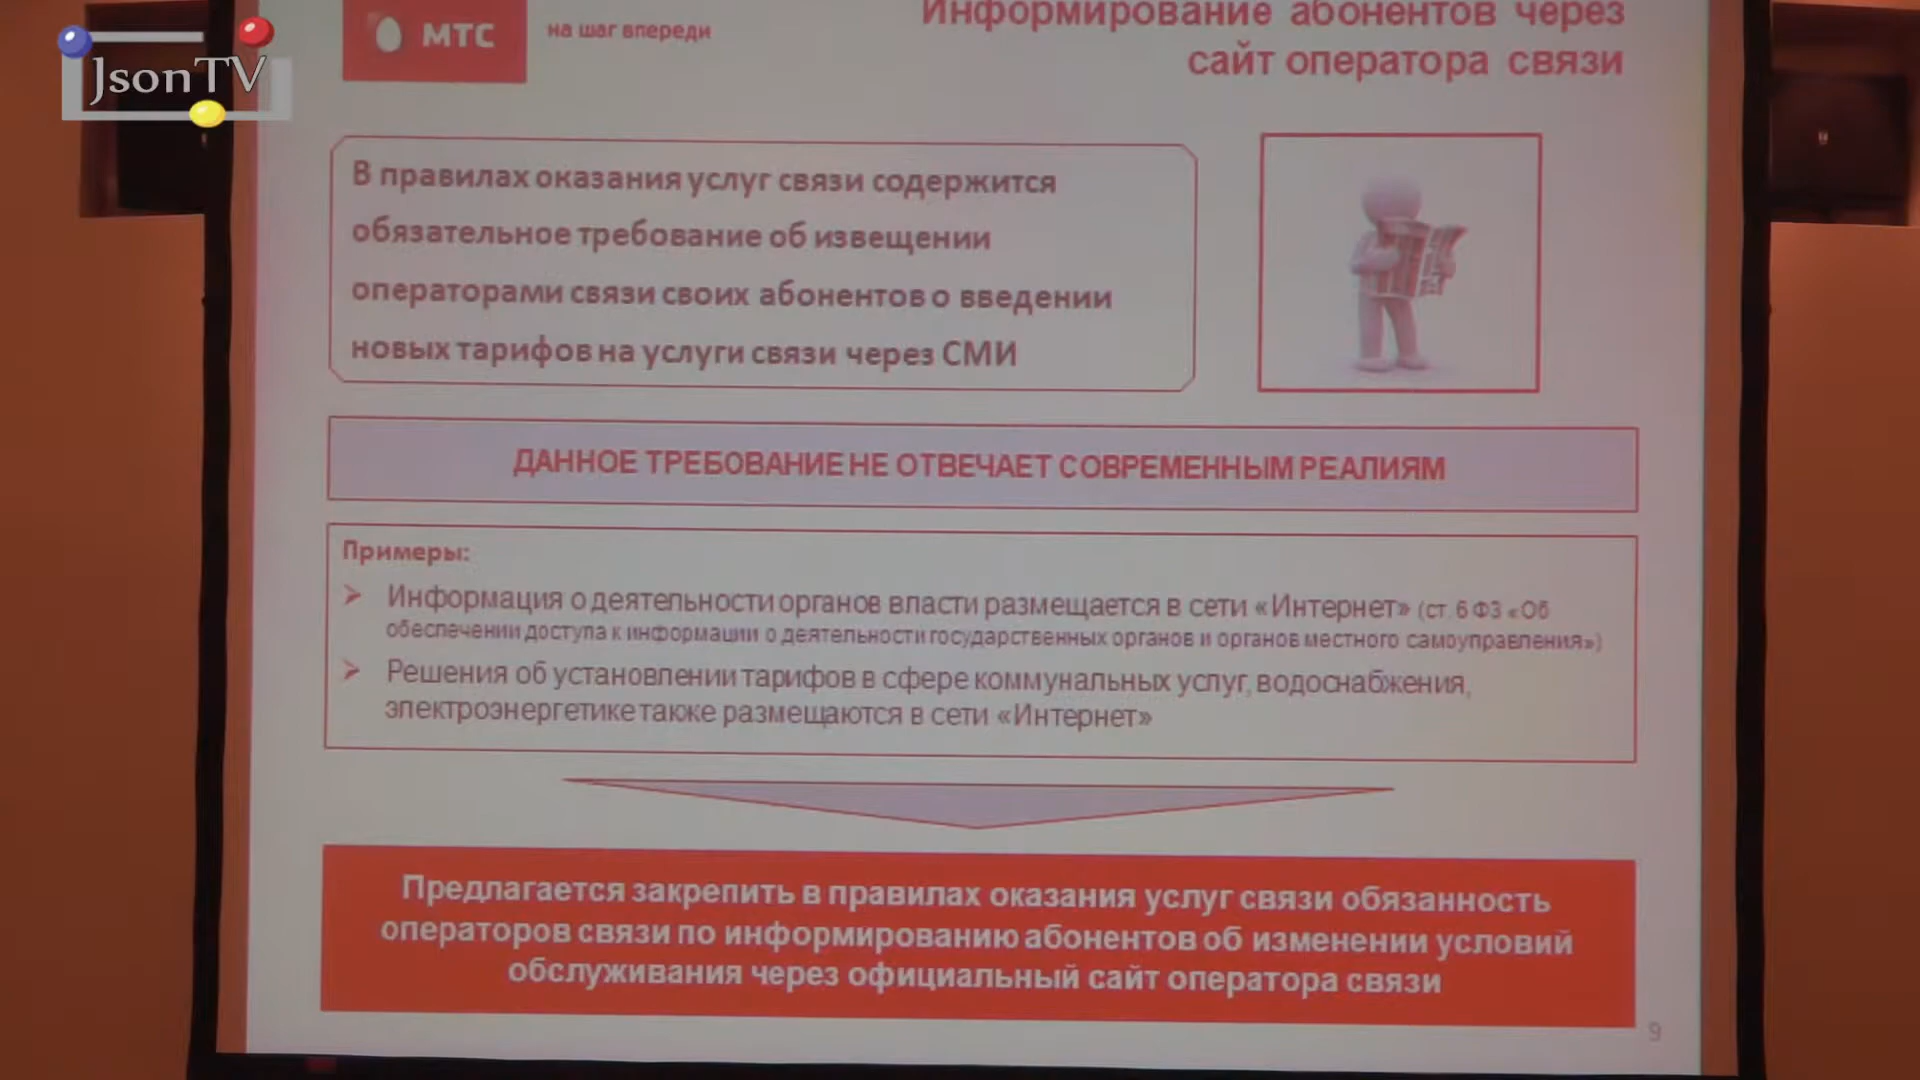 JsonTV
МТС
на шаг впереди
Информирование абонентов через
сайт оператора связи
В правилах оказания услуг связи содержится
обязательное требование об извещении
операторами связи своих абонентов о введении
новых тарифов на услуги связи через СМИ
ДАННОЕ ТРЕБОВАНИЕ НЕ ОТВЕЧАЕТ СОВРЕМЕННЫМ РЕАЛИЯМ
Примеры:
Информация о деятельности органов власти размещается в сети «Интернет» (ст. 6 ФЗ «Об
обеспечении доступа к информации о деятельности государственных органов и органов местного самоуправления»)
Решения об установлении тарифов в сфере коммунальных услуг, водоснабжения,
электроэнергетике также размещаются в сети «Интернет»
Предлагается закрепить в правилах оказания услуг связи обязанность
операторов связи по информированию абонентов об изменении условий
обслуживания через официальный сайт оператора связи
9